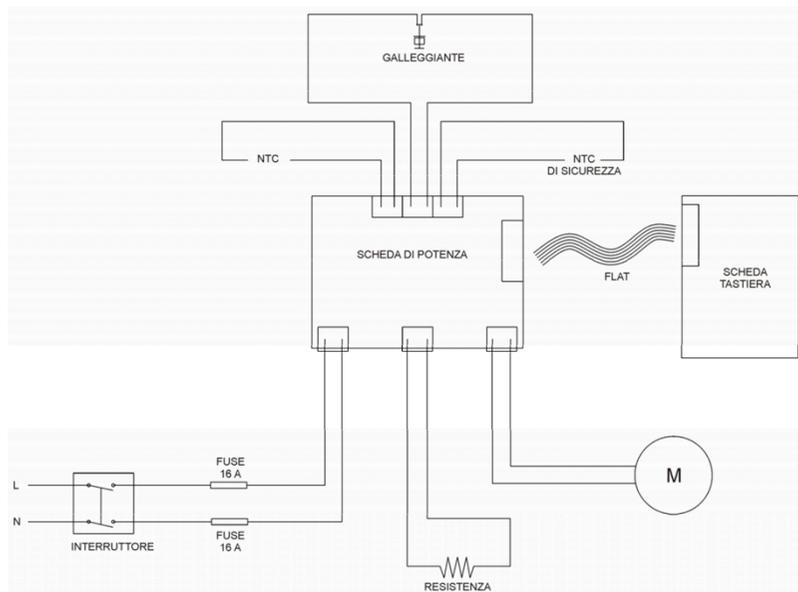 GALLEGGIANTE
NTC
NTC
DI SICUREZZA
SCHEDA DI POTENZA
FLAT
SCHEDA
TASTIERA
FUSE
16 A
L
M
N
FUSE
16 A
INTERRUTTORE
RESISTENZA